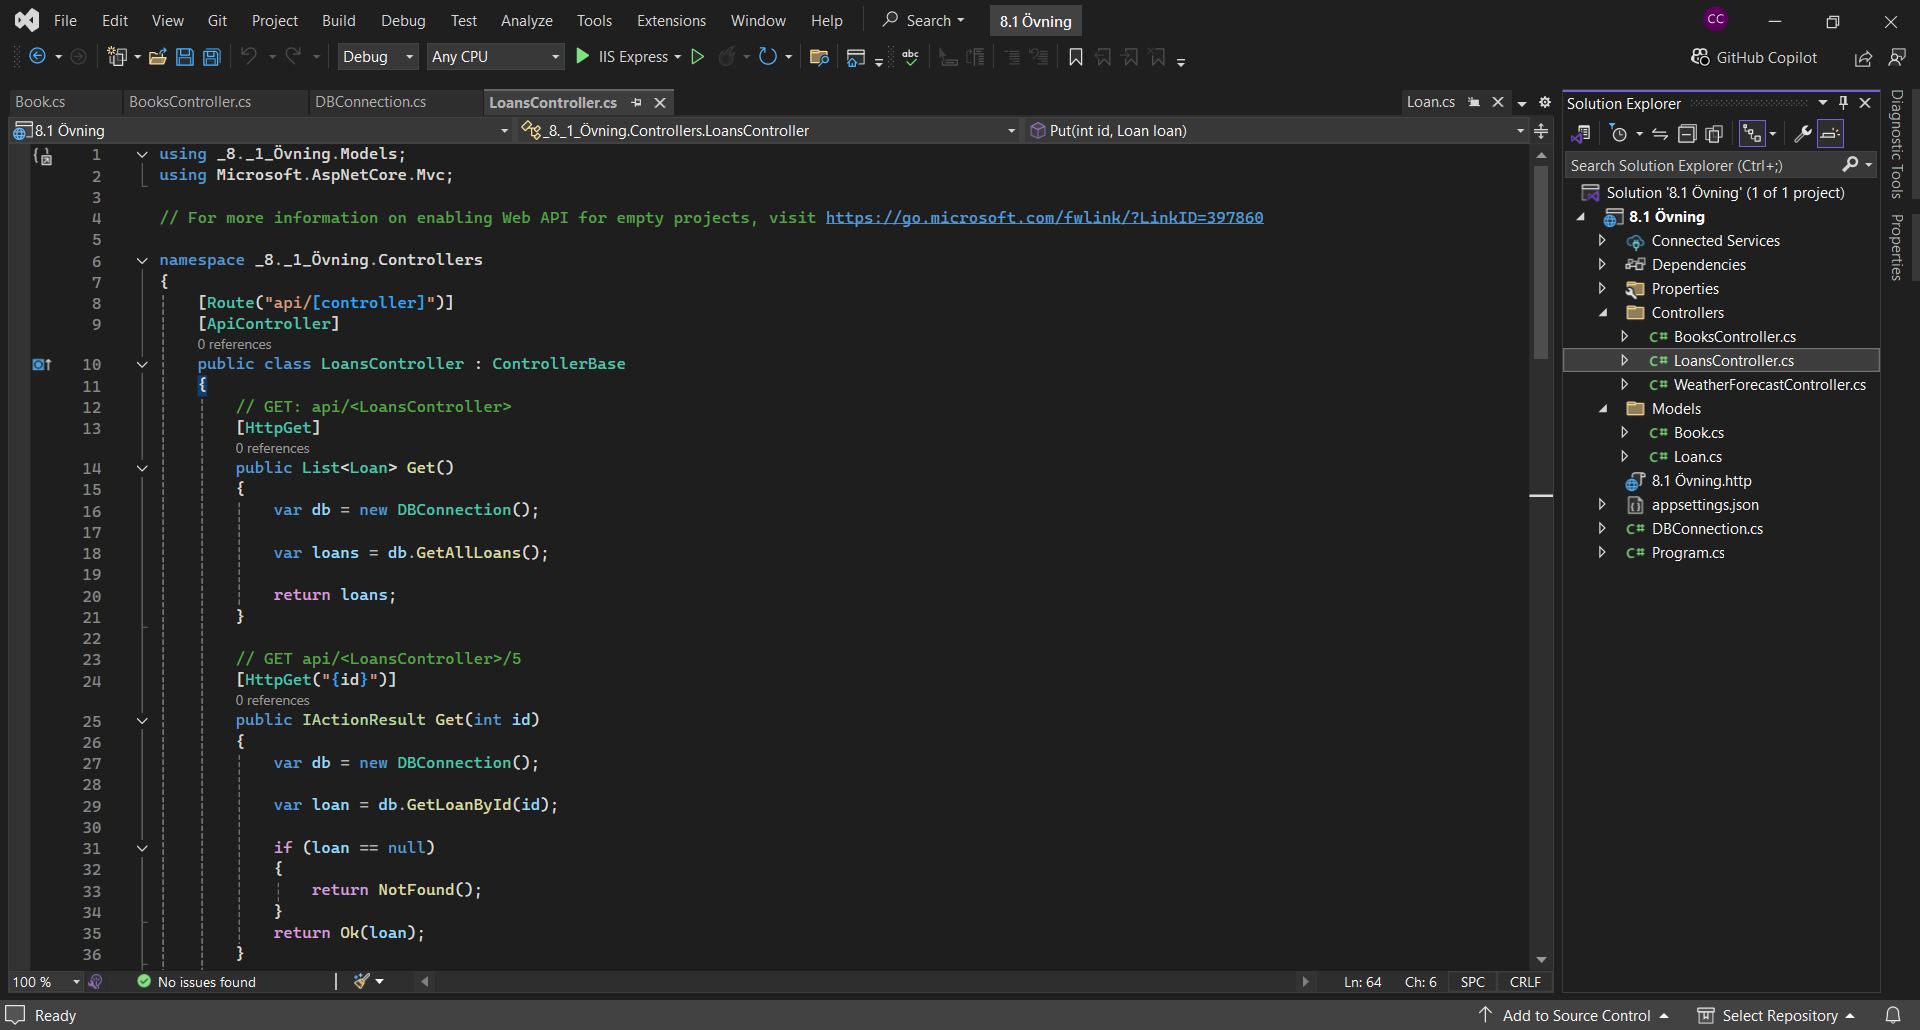 File Edit View Git Project Build Debug Test Analyze Tools Extensions Window Help Search 8.1 Övning CC
Debug Any CPU IIS Express abc GitHub Copilot
Book.cs BooksController.cs DBConnection.cs LoansController.cs Loan.cs
8.1 Övning _8._1_Övning.Controllers.LoansController Put(int id, Loan loan)
1 using _8._1_Övning.Models;
2 using Microsoft.AspNetCore.Mvc;
3
4 // For more information on enabling Web API for empty projects, visit https://go.microsoft.com/fwlink/?LinkID=397860
5
6 namespace _8._1_Övning.Controllers
7 {
8 [Route("api/[controller]")]
9 [ApiController]
0 references
10 public class LoansController : ControllerBase
11 {
12 // GET: api/<LoansController>
13 [HttpGet]
0 references
14 public List<Loan> Get()
15 {
16 var db = new DBConnection();
17
18 var loans = db.GetAllLoans();
19
20 return loans;
21 }
22
23 // GET api/<LoansController>/5
24 [HttpGet("{id}")]
0 references
25 public IActionResult Get(int id)
26 {
27 var db = new DBConnection();
28
29 var loan = db.GetLoanById(id);
30
31 if (loan == null)
32 {
33 return NotFound();
34 }
35 return Ok(loan);
36 }
100 % No issues found Ln: 64 Ch: 6 SPC CRLF
Solution Explorer
Search Solution Explorer (Ctrl+;)
Solution '8.1 Övning' (1 of 1 project)
8.1 Övning
Connected Services
Dependencies
Properties
Controllers
C# BooksController.cs
C# LoansController.cs
C# WeatherForecastController.cs
Models
C# Book.cs
C# Loan.cs
8.1 Övning.http
appsettings.json
C# DBConnection.cs
C# Program.cs
Diagnostic Tools
Properties
Ready Add to Source Control Select Repository